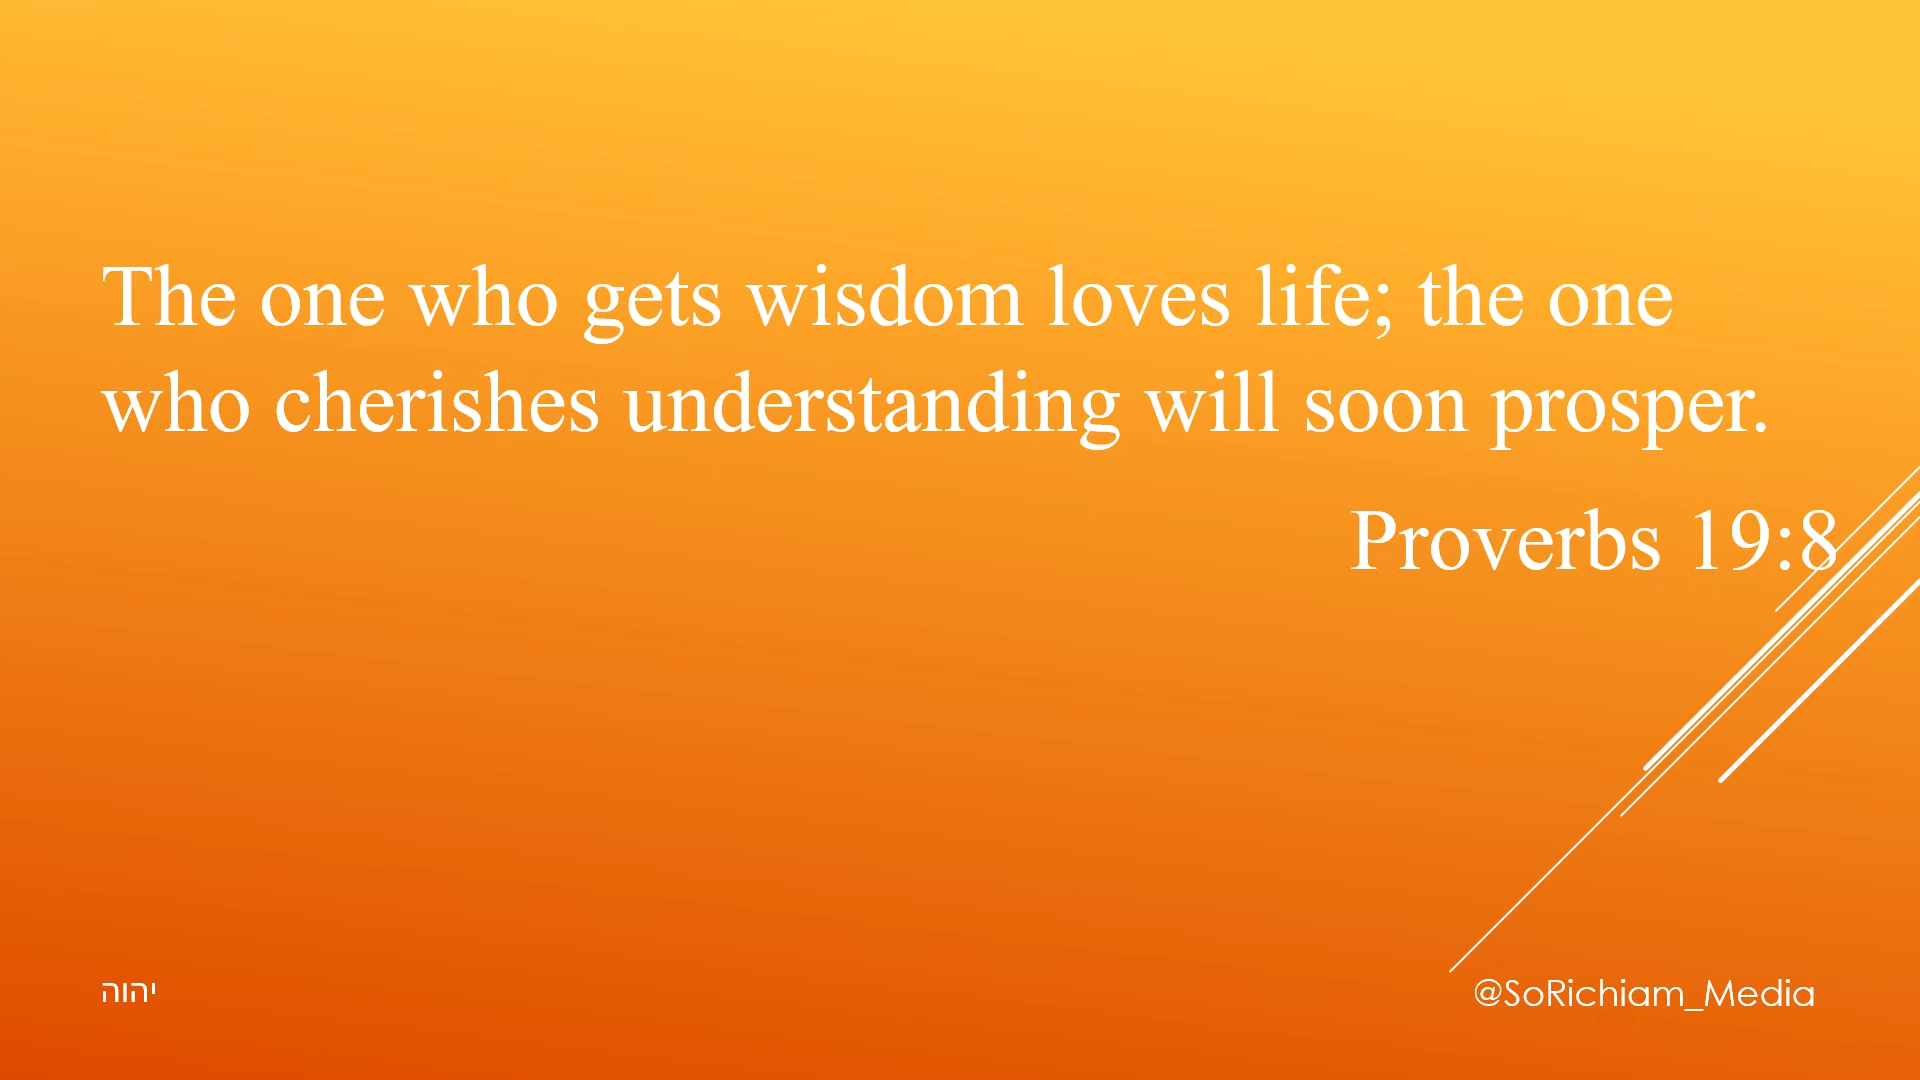 The one who gets wisdom loves life; the one
who cherishes understanding will soon prosper.
Proverbs 19:8
יהוה
@SoRichiam_Media